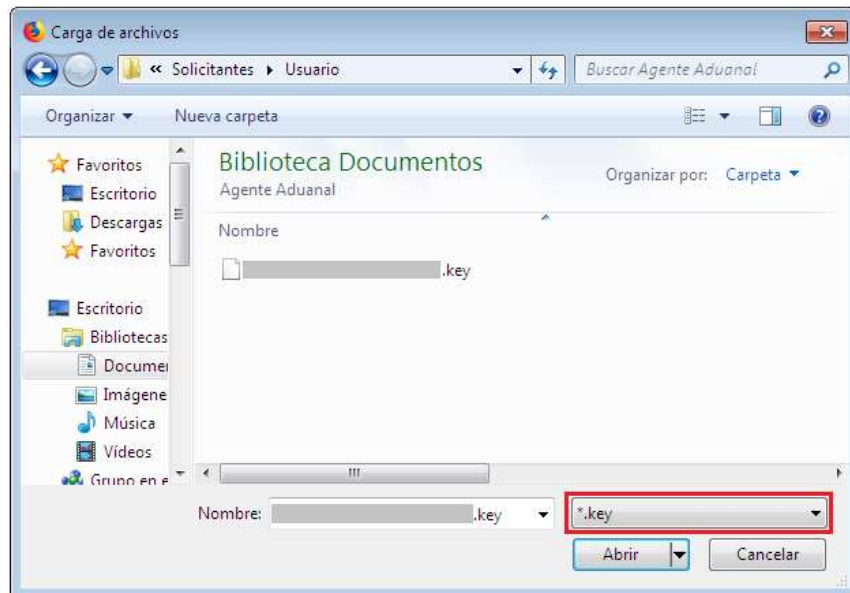 Carga de archivos
« Solicitantes Usuario
Buscar Agente Aduanal
Organizar Nueva carpeta
Favoritos
Escritorio
Descargas
Favoritos
Escritorio
Bibliotecas
Documer
Imágene
Música
Vídeos
Grupo en e
Biblioteca Documentos
Agente Aduanal
Organizar por: Carpeta
Nombre
.key
Nombre: .key *.key
Abrir Cancelar